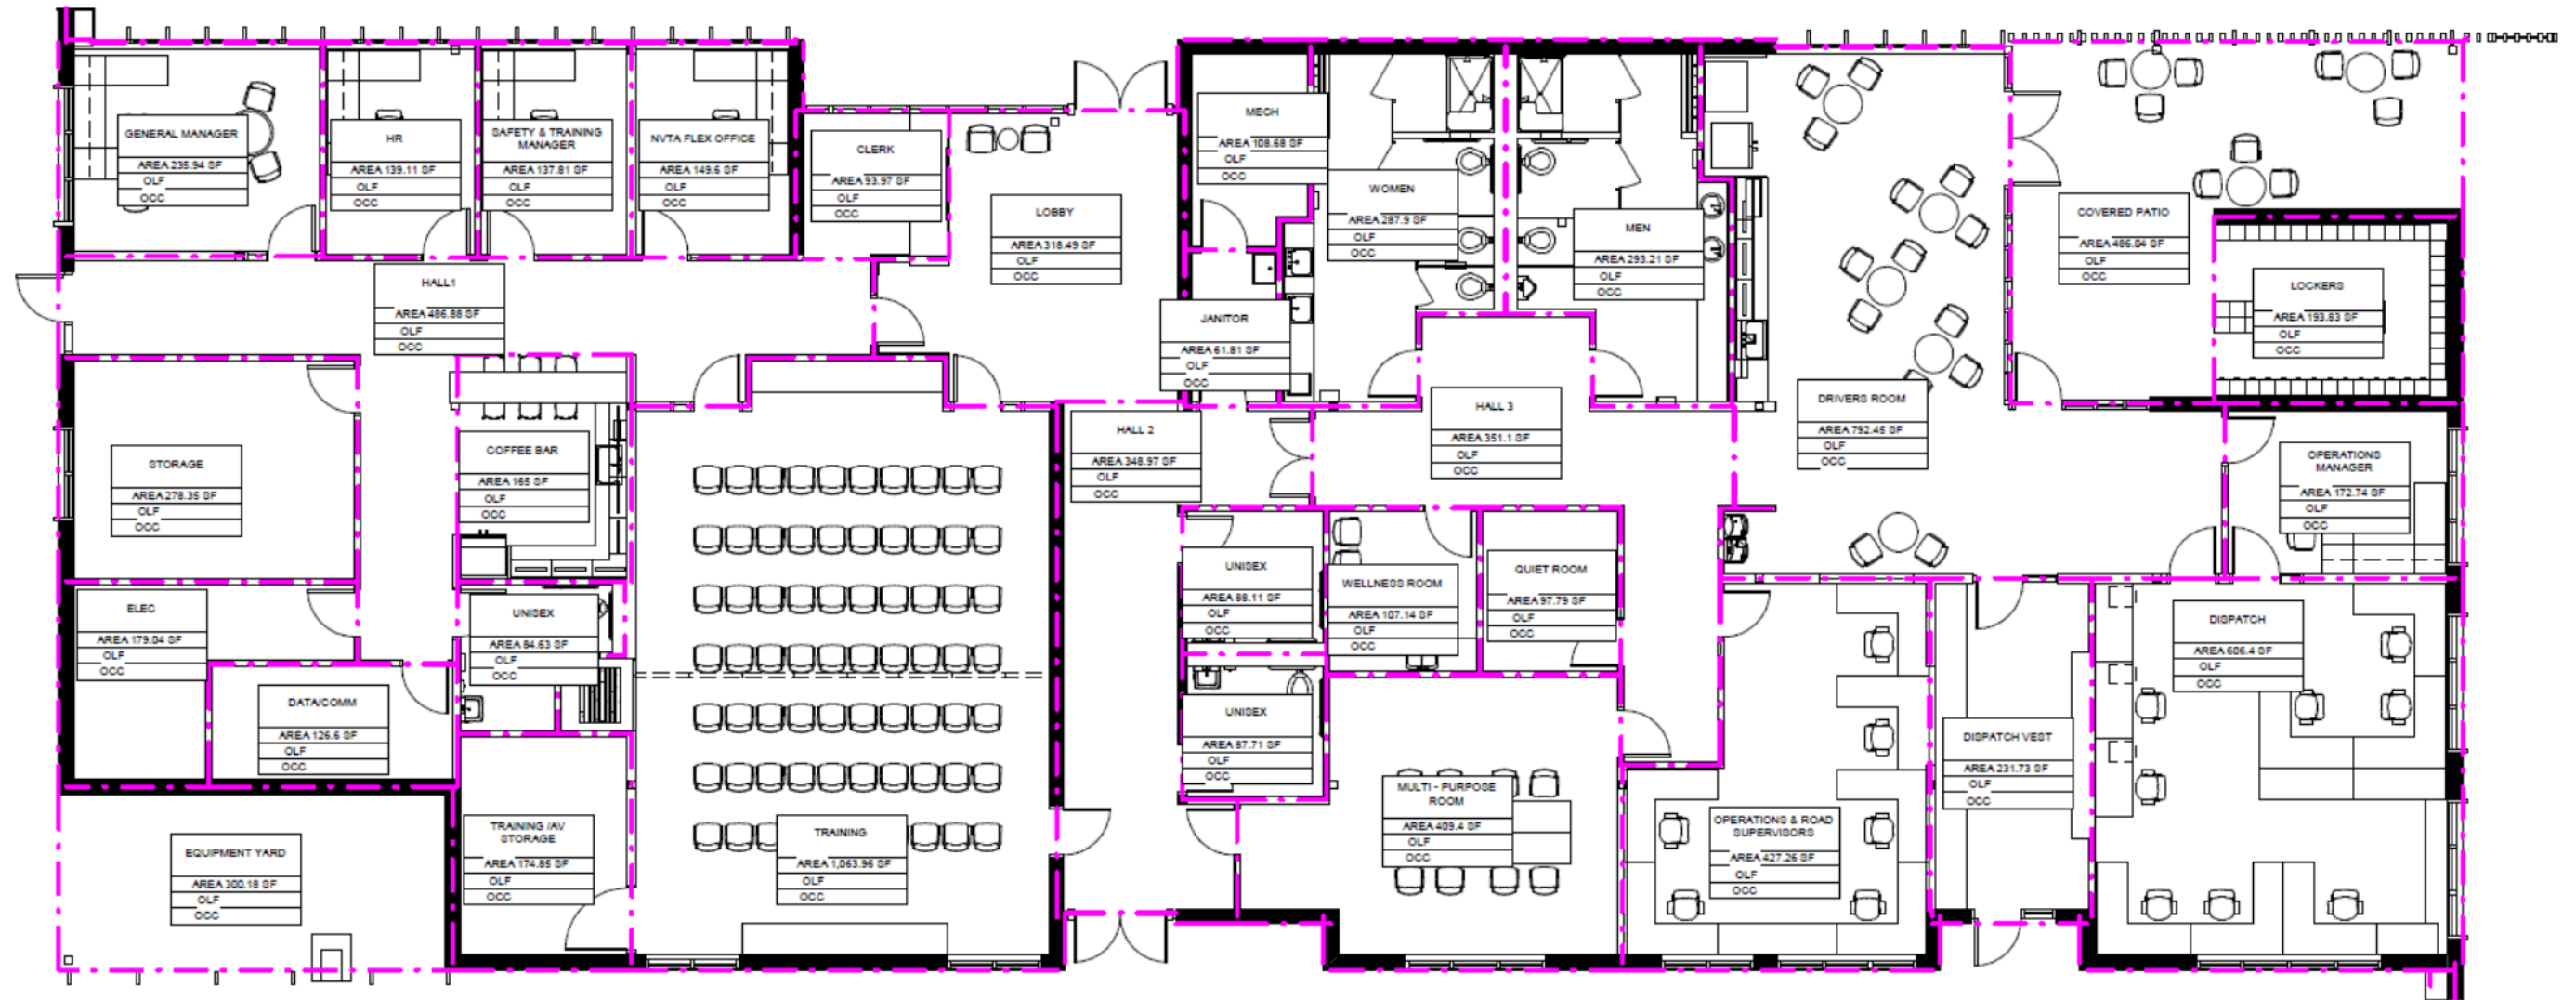 GENERAL MANAGER
AREA 235.94 SF
OLF
OCC
HR
AREA 139.11 SF
OLF
OCC
SAFETY & TRAINING
MANAGER
AREA 137.81 SF
OLF
OCC
NVTA FLEX OFFICE
AREA 149.6 SF
OLF
OCC
CLERK
AREA 93.97 SF
OLF
OCC
LOBBY
AREA 318.49 SF
OLF
OCC
MECH
AREA 108.68 SF
OLF
OCC
WOMEN
AREA 287.9 SF
OLF
OCC
MEN
AREA 293.21 SF
OLF
OCC
COVERED PATIO
AREA 486.04 SF
OLF
OCC
LOCKERS
AREA 193.83 SF
OLF
OCC
HALL1
AREA 486.88 SF
OLF
OCC
JANITOR
AREA 61.81 SF
OLF
OCC
STORAGE
AREA 278.35 SF
OLF
OCC
COFFEE BAR
AREA 165 SF
OLF
OCC
HALL 2
AREA 348.97 SF
OLF
OCC
HALL 3
AREA 351.1 SF
OLF
OCC
DRIVERS ROOM
AREA 792.45 SF
OLF
OCC
OPERATIONS
MANAGER
AREA 172.74 SF
OLF
OCC
ELEC
AREA 179.04 SF
OLF
OCC
UNISEX
AREA 84.63 SF
OLF
OCC
UNISEX
AREA 88.11 SF
OLF
OCC
WELLNESS ROOM
AREA 107.14 SF
OLF
OCC
QUIET ROOM
AREA 97.79 SF
OLF
OCC
DISPATCH
AREA 606.4 SF
OLF
OCC
DATA/COMM
AREA 126.6 SF
OLF
OCC
UNISEX
AREA 87.71 SF
OLF
OCC
DISPATCH VEST
AREA 231.73 SF
OLF
OCC
EQUIPMENT YARD
AREA 300.18 SF
OLF
OCC
TRAINING /AV
STORAGE
AREA 174.85 SF
OLF
OCC
TRAINING
AREA 1,063.96 SF
OLF
OCC
MULTI - PURPOSE
ROOM
AREA 409.4 SF
OLF
OCC
OPERATIONS & ROAD
SUPERVISORS
AREA 427.26 SF
OLF
OCC